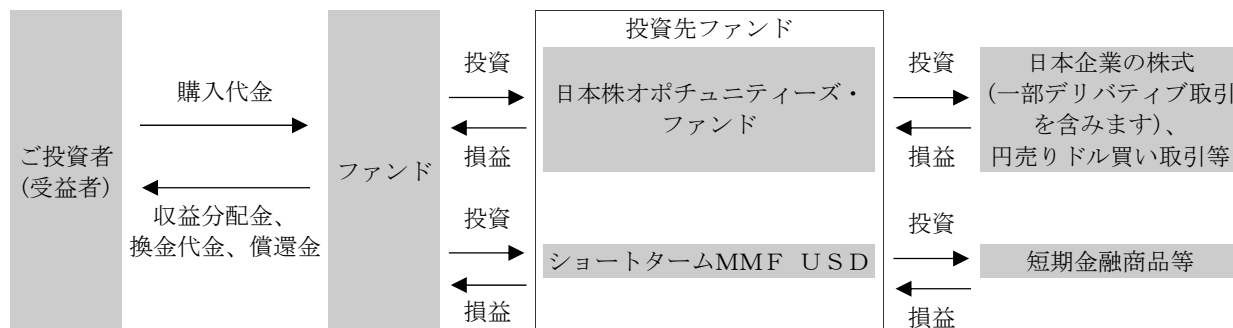 ご投資者
(受益者)
購入代金
収益分配金、
換金代金、償還金
ファンド
投資
損益
投資
損益
投資先ファンド
日本株オポチュニティーズ・
ファンド
ショートタームMMF USD
投資
損益
投資
損益
日本企業の株式
(一部デリバティブ取引
を含みます)、
円売りドル買い取引等
短期金融商品等